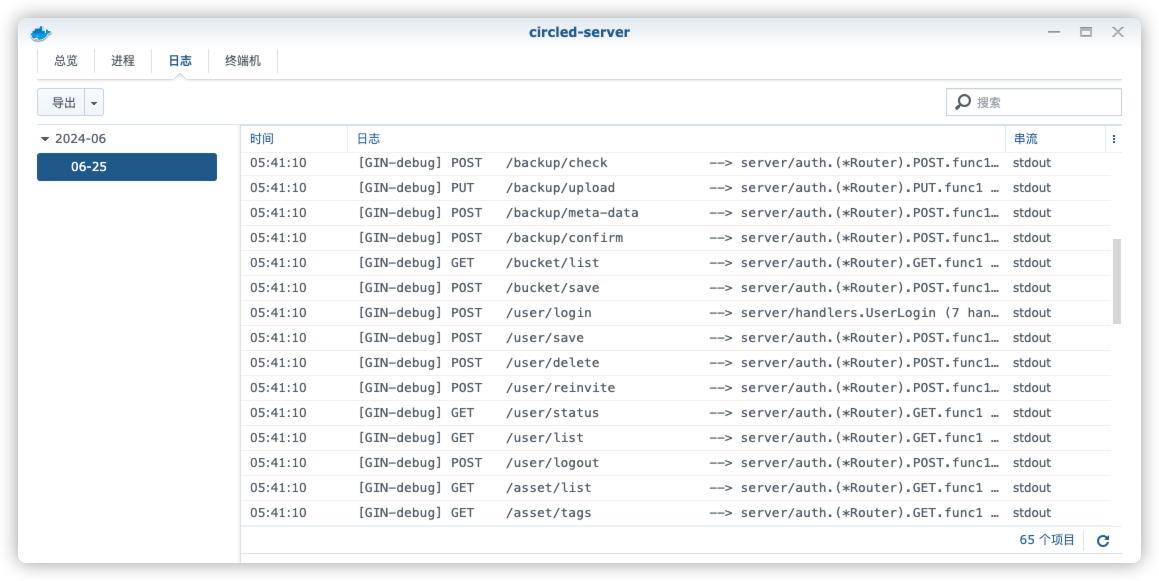 circled-server
总览 进程 日志 终端机
导出 搜索
2024-06
06-25
时间 日志 串流
05:41:10 [GIN-debug] POST /backup/check --> server/auth.(*Router).POST.func1… stdout
05:41:10 [GIN-debug] PUT /backup/upload --> server/auth.(*Router).PUT.func1 … stdout
05:41:10 [GIN-debug] POST /backup/meta-data --> server/auth.(*Router).POST.func1… stdout
05:41:10 [GIN-debug] POST /backup/confirm --> server/auth.(*Router).POST.func1… stdout
05:41:10 [GIN-debug] GET /bucket/list --> server/auth.(*Router).GET.func1 … stdout
05:41:10 [GIN-debug] POST /bucket/save --> server/auth.(*Router).POST.func1… stdout
05:41:10 [GIN-debug] POST /user/login --> server/handlers.UserLogin (7 han… stdout
05:41:10 [GIN-debug] POST /user/save --> server/auth.(*Router).POST.func1… stdout
05:41:10 [GIN-debug] POST /user/delete --> server/auth.(*Router).POST.func1… stdout
05:41:10 [GIN-debug] POST /user/reinvite --> server/auth.(*Router).POST.func1… stdout
05:41:10 [GIN-debug] GET /user/status --> server/auth.(*Router).GET.func1 … stdout
05:41:10 [GIN-debug] GET /user/list --> server/auth.(*Router).GET.func1 … stdout
05:41:10 [GIN-debug] POST /user/logout --> server/auth.(*Router).POST.func1… stdout
05:41:10 [GIN-debug] GET /asset/list --> server/auth.(*Router).GET.func1 … stdout
05:41:10 [GIN-debug] GET /asset/tags --> server/auth.(*Router).GET.func1 … stdout
65 个项目